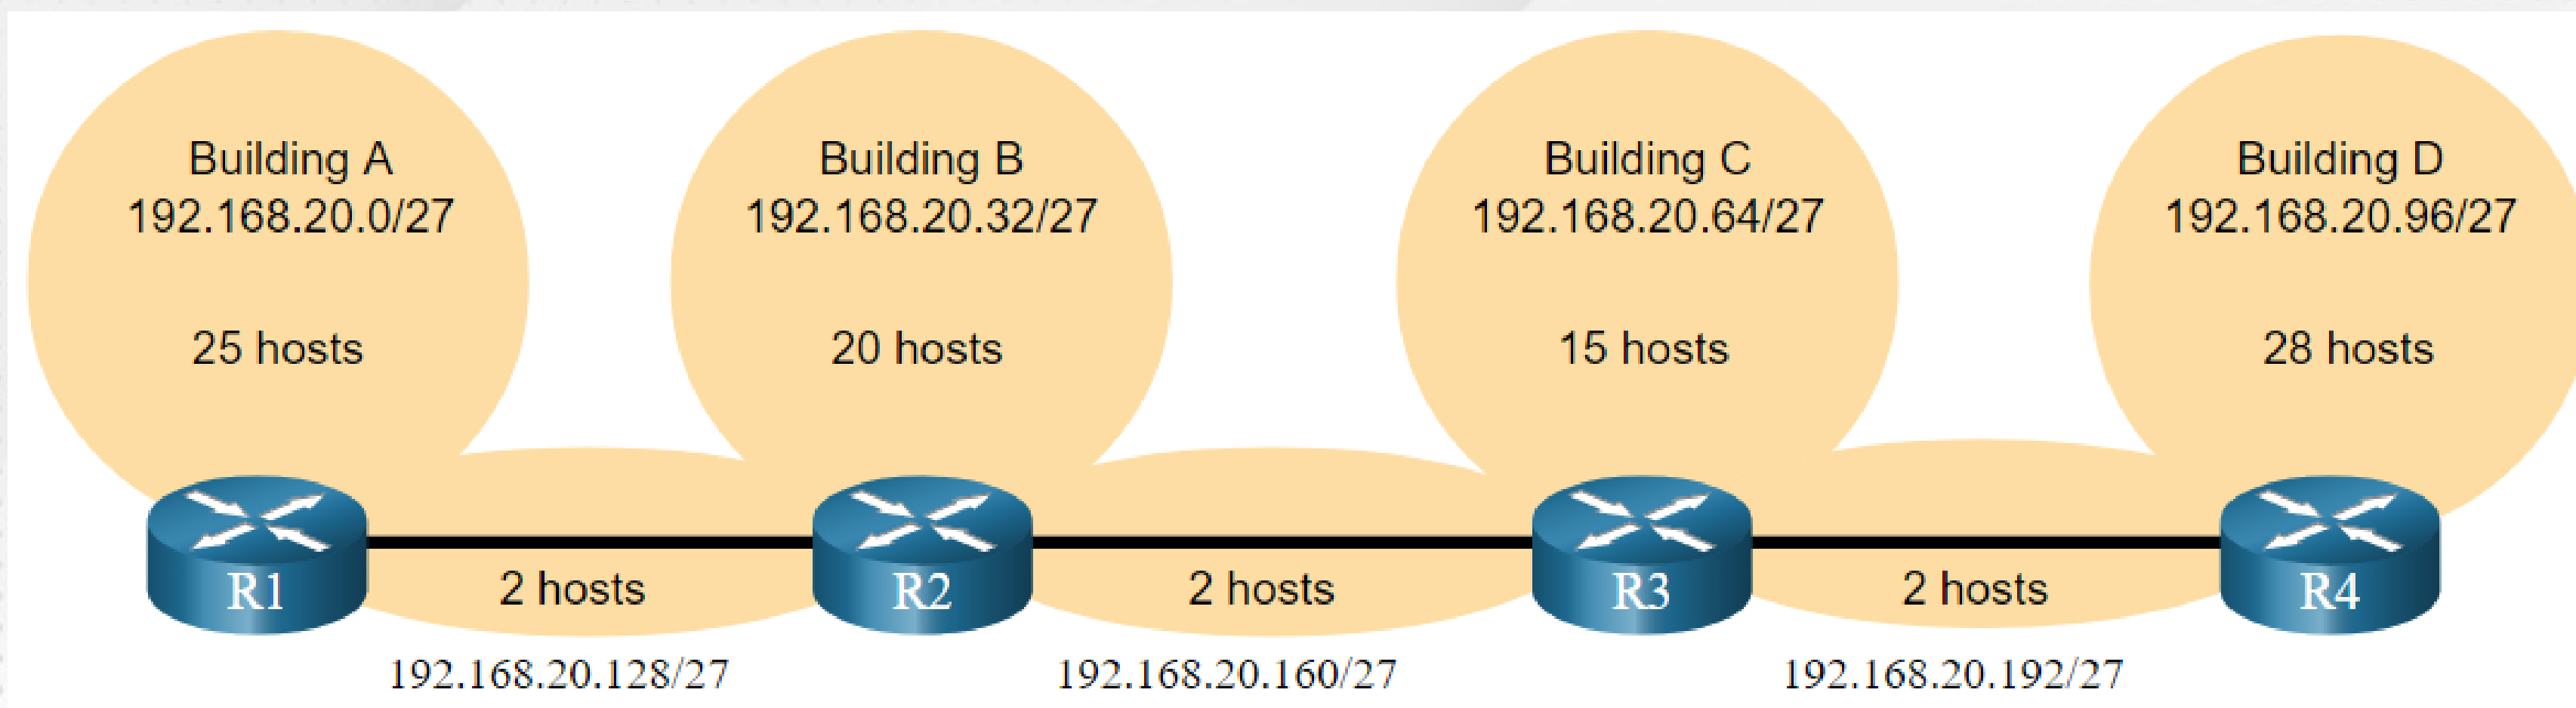 Building A
192.168.20.0/27
25 hosts
Building B
192.168.20.32/27
20 hosts
Building C
192.168.20.64/27
15 hosts
Building D
192.168.20.96/27
28 hosts
R1
2 hosts
R2
2 hosts
R3
2 hosts
R4
192.168.20.128/27
192.168.20.160/27
192.168.20.192/27